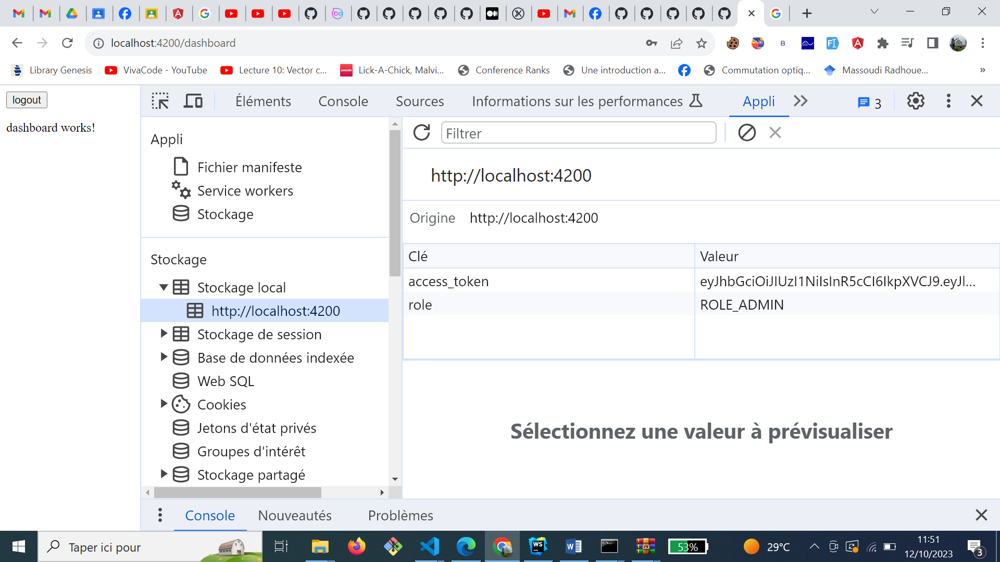 localhost:4200/dashboard
Library Genesis
VivaCode - YouTube
Lecture 10: Vector c...
zomato
Lick-A-Chick, Malvi...
Conference Ranks
Une introduction a...
Commutation optiq...
Massoudi Radhoue...
»
logout
dashboard works!
Éléments
Console
Sources
Informations sur les performances
Appli
3
Appli
Fichier manifeste
Service workers
Stockage
Stockage
Stockage local
http://localhost:4200
Stockage de session
Base de données indexée
Web SQL
Cookies
Jetons d'état privés
Groupes d'intérêt
Stockage partagé
Filtrer
http://localhost:4200
Origine http://localhost:4200
Clé Valeur
access_token eyJhbGciOiJIUzI1NiIsInR5cCI6IkpXVCJ9.eyJl...
role ROLE_ADMIN
Sélectionnez une valeur à prévisualiser
Console
Nouveautés
Problèmes
Taper ici pour
WS
53%
29°C
11:51
12/10/2023
3